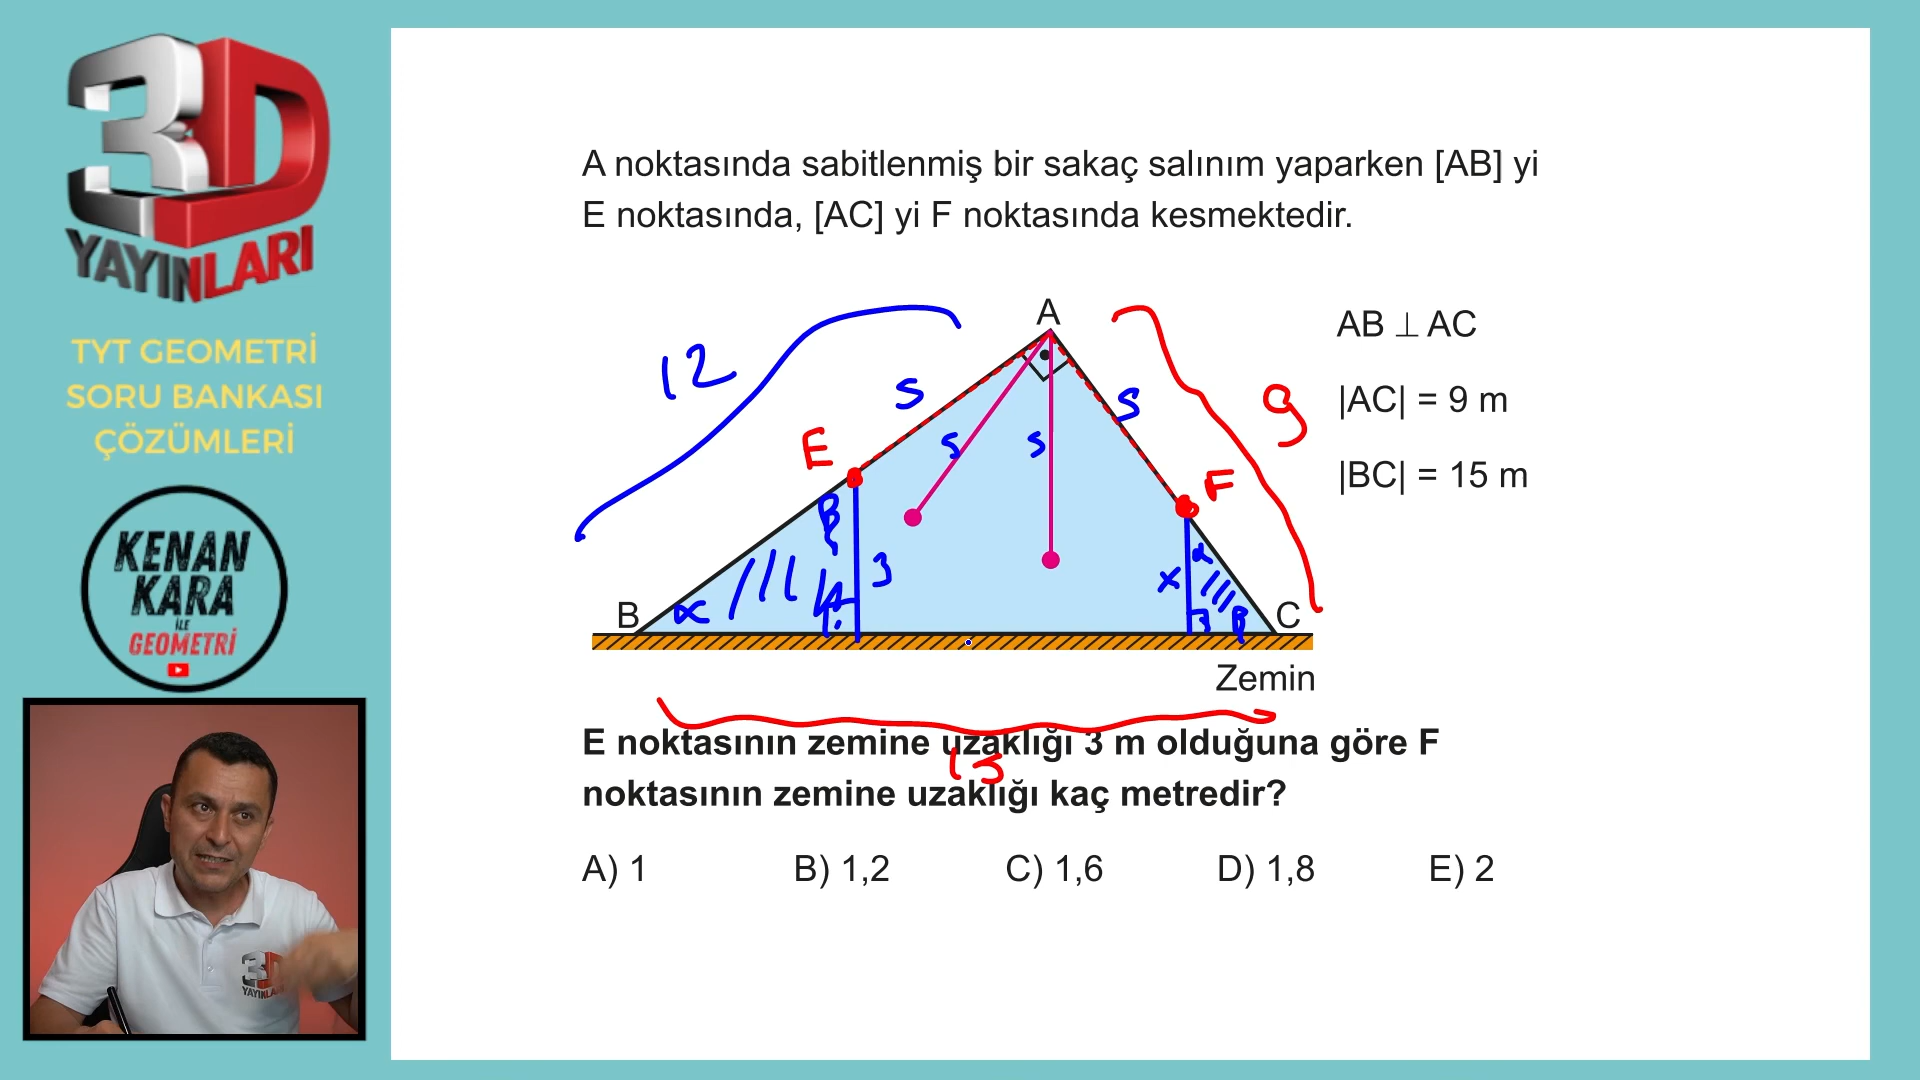 3D
YAYINLARI
TYT GEOMETRİ
SORU BANKASI
ÇÖZÜMLERİ
KENAN
KARA
İLE
GEOMETRİ
3D
YAYINLARI
A noktasında sabitlenmiş bir sakaç salınım yaparken [AB] yi
E noktasında, [AC] yi F noktasında kesmektedir.
A
12
S
S
S
S
9
E
F
β
α
3
x
α
β
B
C
Zemin
15
AB ⊥ AC
|AC| = 9 m
|BC| = 15 m
E noktasının zemine uzaklığı 3 m olduğuna göre F
noktasının zemine uzaklığı kaç metredir?
A) 1 B) 1,2 C) 1,6 D) 1,8 E) 2